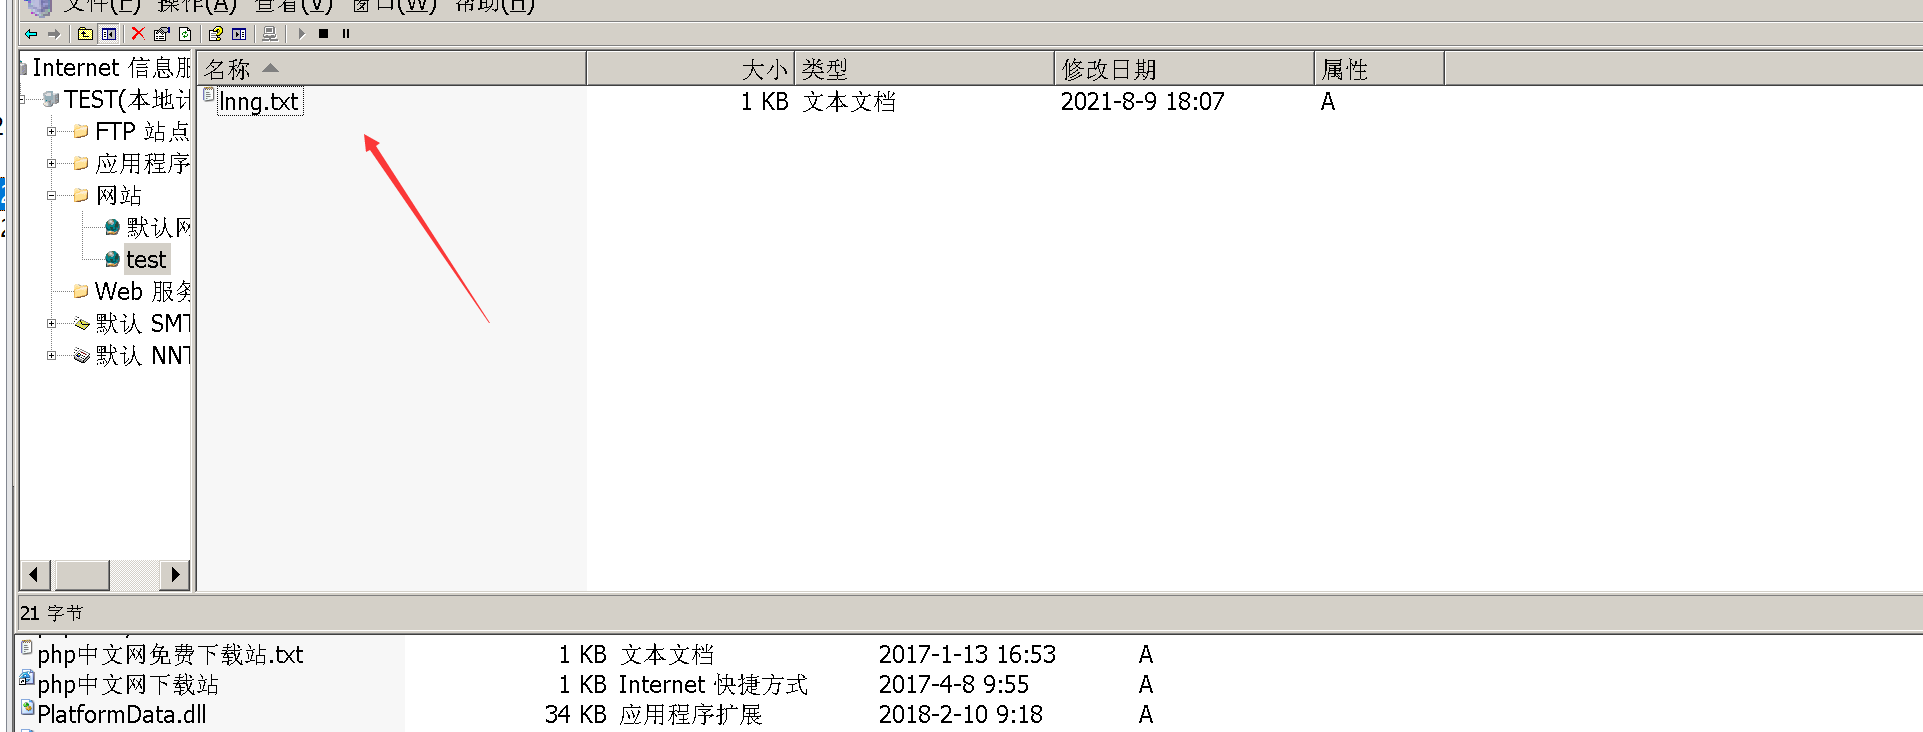 文件(F) 操作(A) 查看(V) 窗口(W) 帮助(H)
Internet 信息服
TEST(本地计
FTP 站点
应用程序
网站
默认网
test
Web 服务
默认 SMT
默认 NNT
名称 大小 类型 修改日期 属性
lnng.txt 1 KB 文本文档 2021-8-9 18:07 A
21 字节
php中文网免费下载站.txt 1 KB 文本文档 2017-1-13 16:53 A
php中文网下载站 1 KB Internet 快捷方式 2017-4-8 9:55 A
PlatformData.dll 34 KB 应用程序扩展 2018-2-10 9:18 A